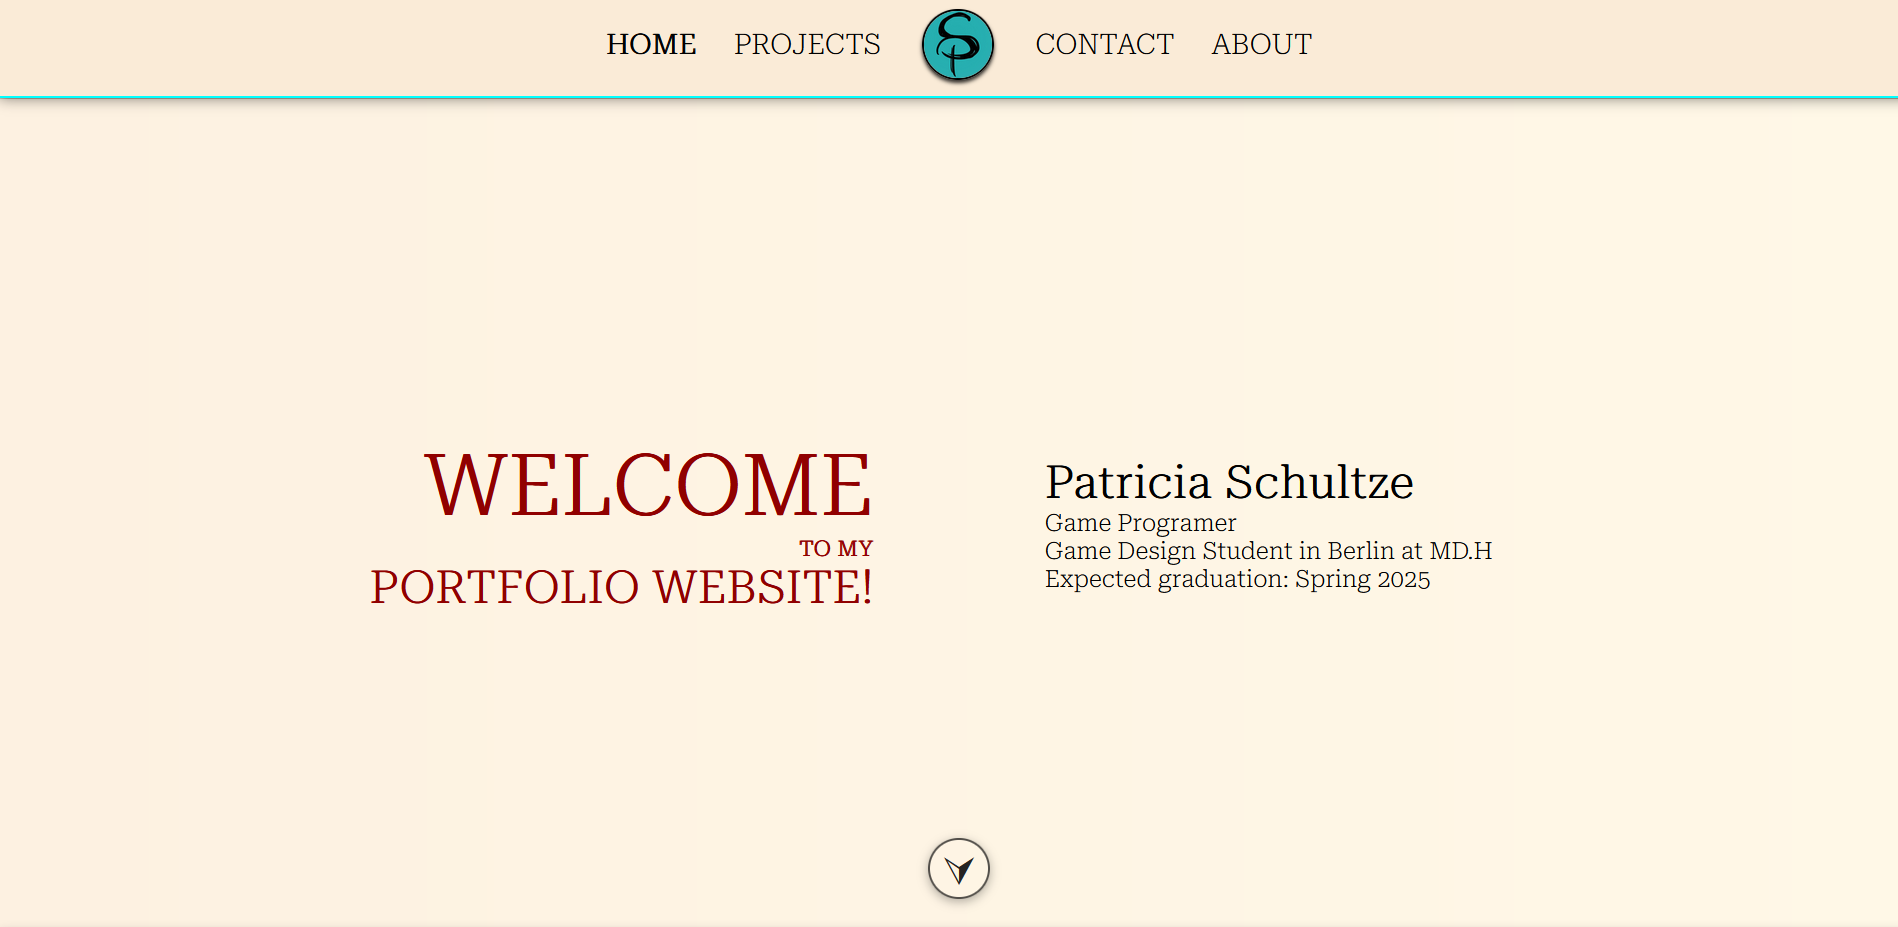 HOME PROJECTS SP CONTACT ABOUT
WELCOME
TO MY
PORTFOLIO WEBSITE!
Patricia Schultze
Game Programer
Game Design Student in Berlin at MD.H
Expected graduation: Spring 2025